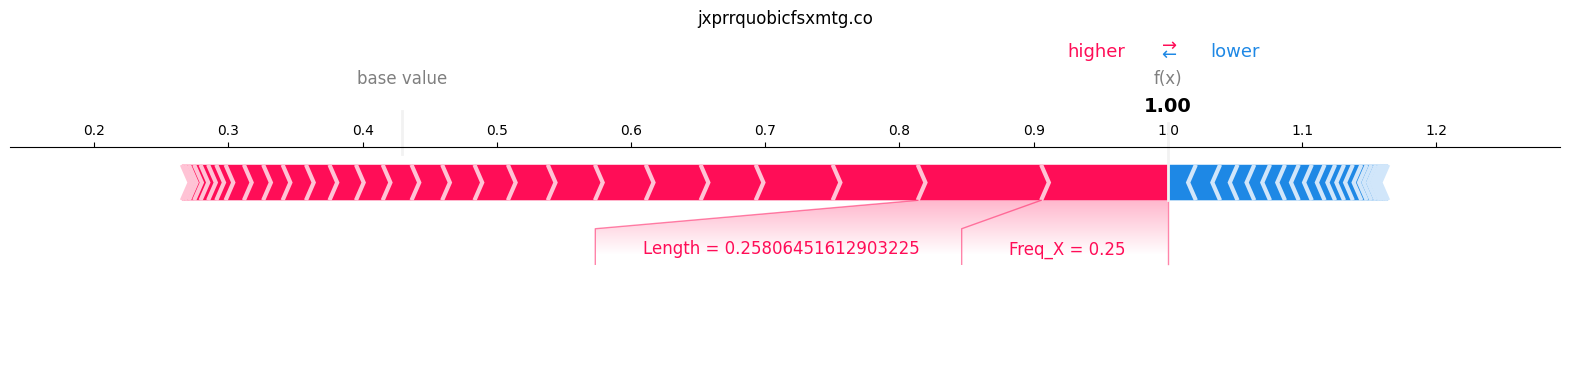 jxprrquobicfsxmtg.co
higher → ← lower
base value f(x)
1.00
0.2 0.3 0.4 0.5 0.6 0.7 0.8 0.9 1 0 1.1 1.2
Length = 0.25806451612903225 Freq_X = 0.25